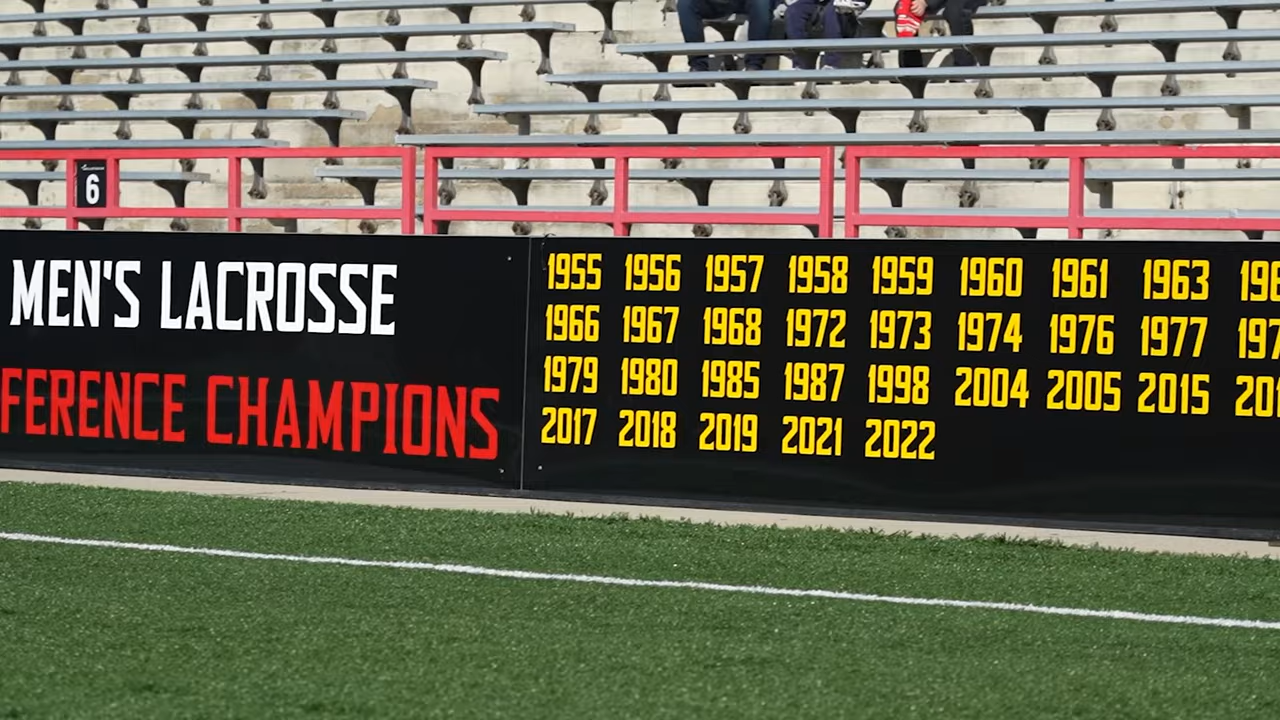 6
MEN'S LACROSSE
FERENCE CHAMPIONS
1955 1956 1957 1958 1959 1960 1961 1963
1966 1967 1968 1972 1973 1974 1976 1977
1979 1980 1985 1987 1998 2004 2005 2015
2017 2018 2019 2021 2022